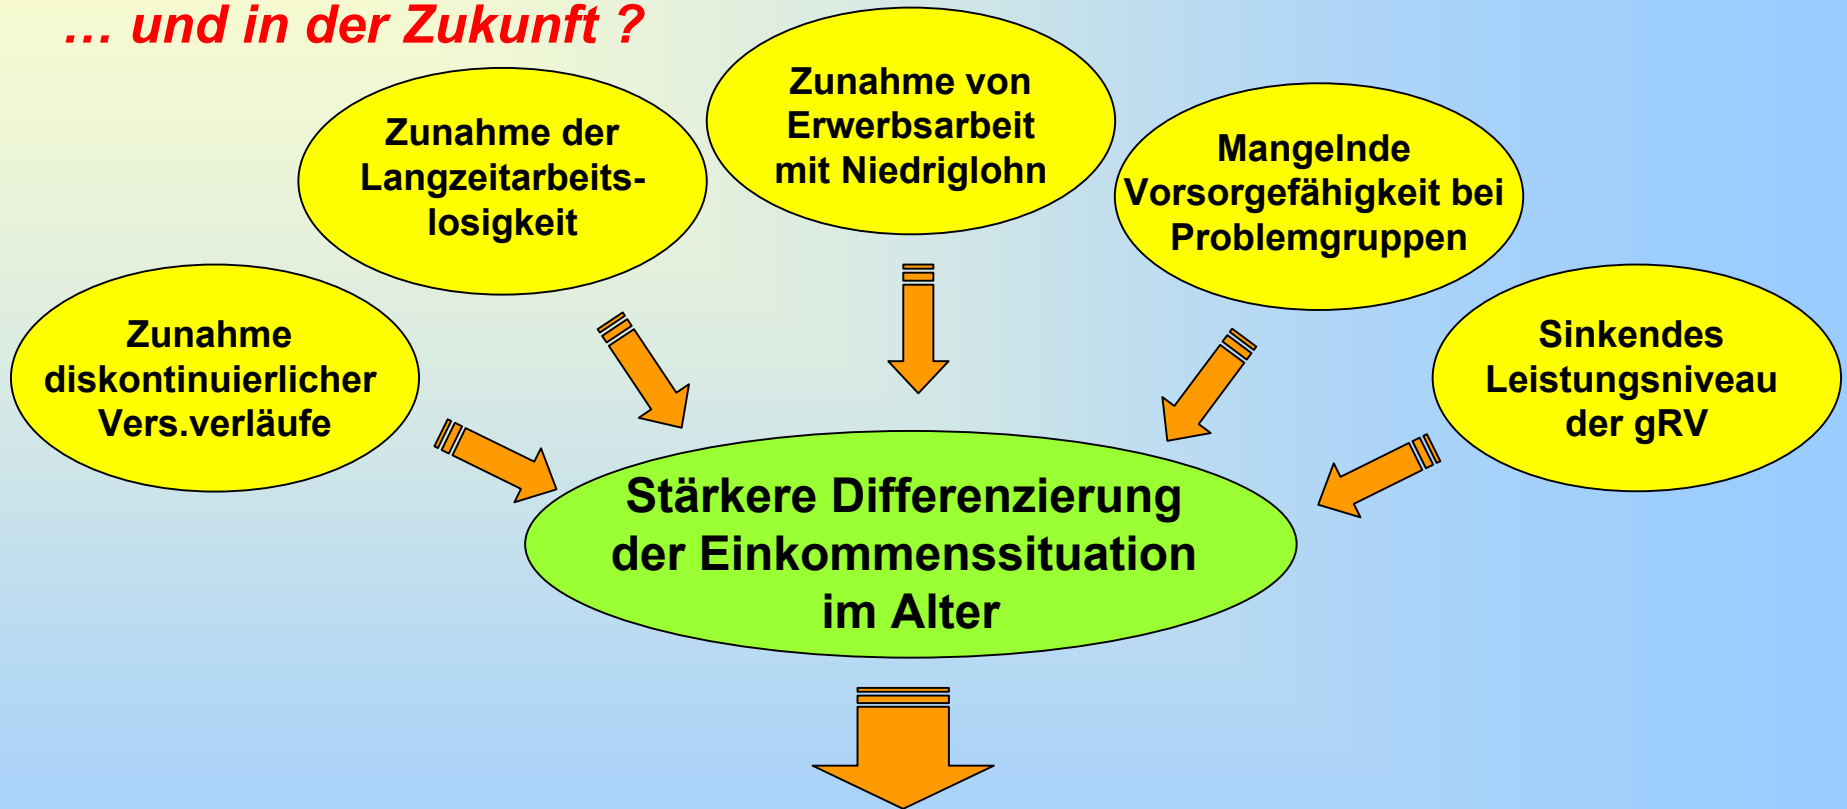 … und in der Zukunft ?
Zunahme
diskontinuierlicher
Vers.verläufe
Zunahme der
Langzeitarbeits-
losigkeit
Zunahme von
Erwerbsarbeit
mit Niedriglohn
Mangelnde
Vorsorgefähigkeit bei
Problemgruppen
Sinkendes
Leistungsniveau
der gRV
Stärkere Differenzierung
der Einkommenssituation
im Alter